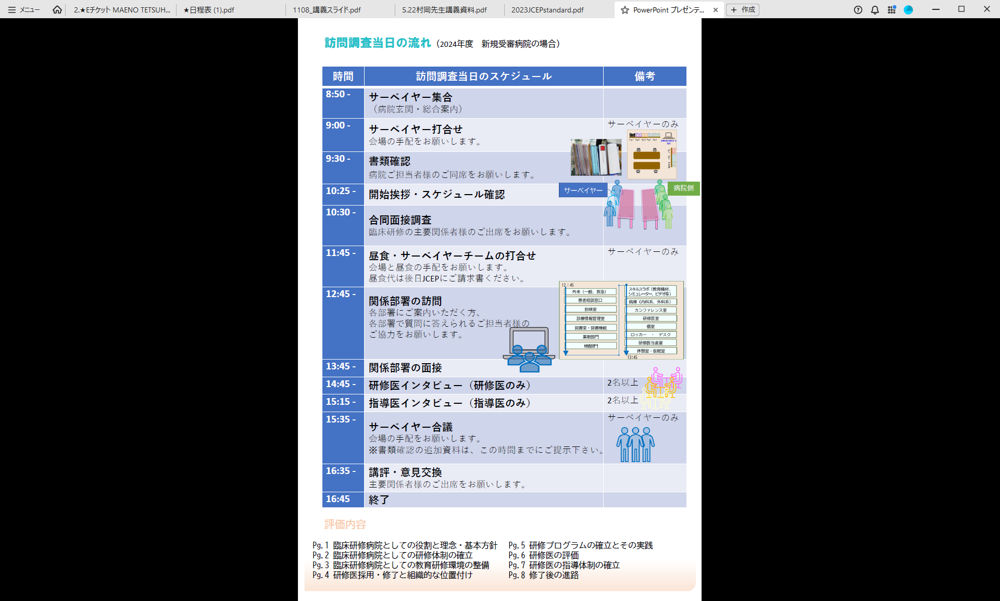 メニュー
2.★Eチケット MAENO TETSUH...
★日程表 (1).pdf
1108_講義スライド.pdf
5.22村岡先生講義資料.pdf
2023JCEPstandard.pdf
PowerPoint プレゼンテ...
作成
訪問調査当日の流れ（2024年度　新規受審病院の場合）
時間 訪問調査当日のスケジュール 備考
8:50 - サーベイヤー集合
（病院玄関・総合案内）
9:00 - サーベイヤー打合せ サーベイヤーのみ
会場の手配をお願いします。
9:30 - 書類確認
病院ご担当者様のご同席をお願いします。
サーベイヤー 病院側
10:25 - 開始挨拶・スケジュール確認
10:30 - 合同面接調査
臨床研修の主要関係者様のご出席をお願いします。
11:45 - 昼食・サーベイヤーチームの打合せ サーベイヤーのみ
会場と昼食の手配をお願いします。
昼食代は後日JCEPにご請求書ください。
12:45 - 関係部署の訪問
各部署にご案内いただく方、
各部署で質問に答えられるご担当者様の
ご協力をお願いします。
12：45
外来（一般、救急）
患者相談窓口
剖検室
診療情報管理室
図書室・図書機能
薬剤部門
検査部門
スキルスラボ（教育機材、
シミュレーター、ビデオ等）
病棟（内科系、外科系）
カンファレンス室
研修医室
個室
ロッカー　・　デスク
研修医当直室
休憩室・仮眠室
13:45
13:45 - 関係部署の面接
14:45 - 研修医インタビュー（研修医のみ） 2名以上
15:15 - 指導医インタビュー（指導医のみ） 2名以上
15:35 - サーベイヤー合議 サーベイヤーのみ
会場の手配をお願いします。
※書類確認の追加資料は、この時間までにご提示下さい。
16:35 - 講評・意見交換
主要関係者様のご出席をお願いします。
16:45 終了
評価内容
Pg.1 臨床研修病院としての役割と理念・基本方針
Pg.2 臨床研修病院としての研修体制の確立
Pg.3 臨床研修病院としての教育研修環境の整備
Pg.4 研修医採用・修了と組織的な位置付け
Pg.5 研修プログラムの確立とその実践
Pg.6 研修医の評価
Pg.7 研修医の指導体制の確立
Pg.8 修了後の進路